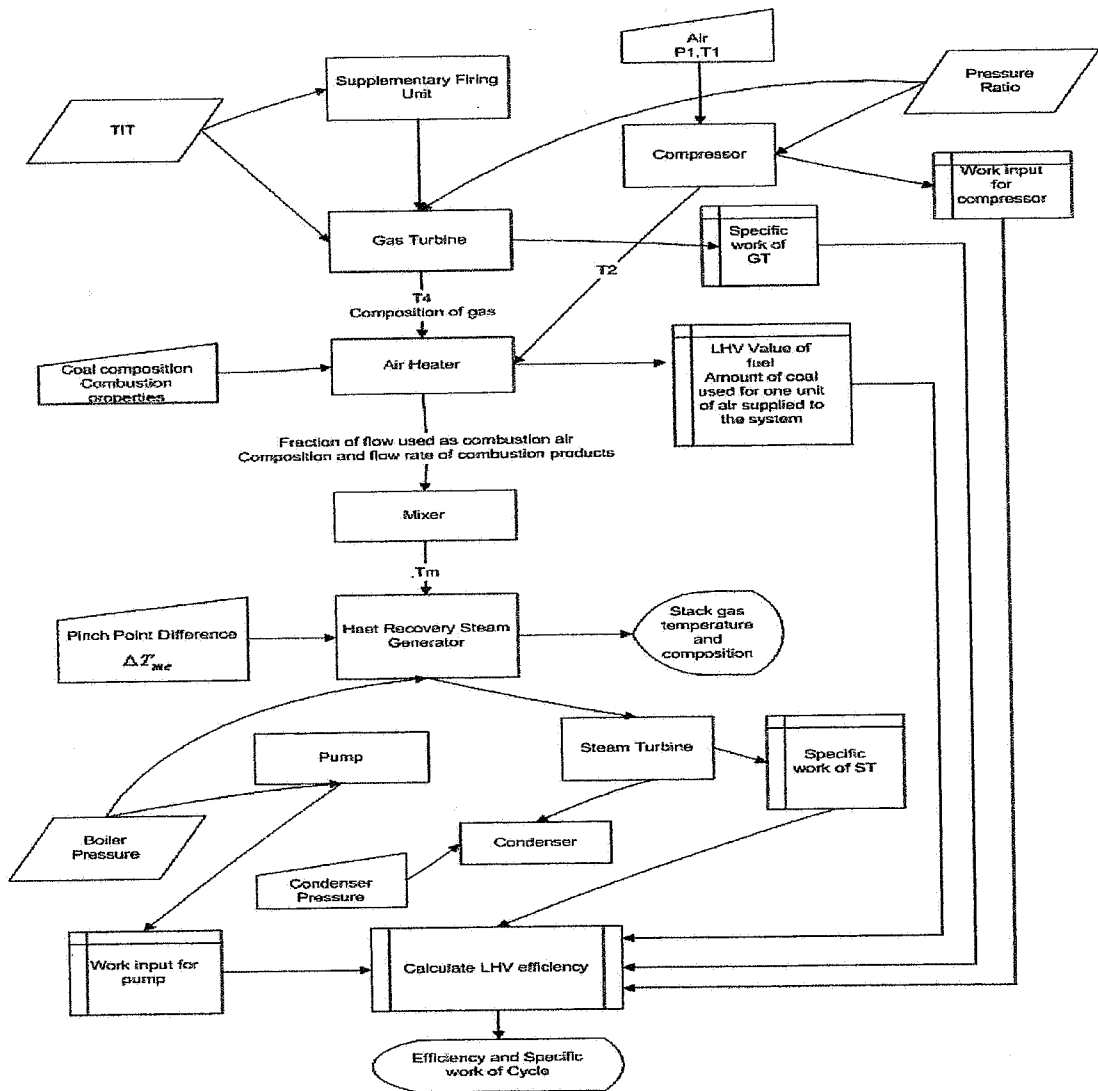 Air
P1,T1
Supplementary Firing
Unit
Pressure
Ratio
TIT
Compressor
Work input
for
compressor
Gas Turbine
Specific
work of
GT
T2
T4
Composition of gas
Coal composition
Combustion
properties
Air Heater
LHV Value of
fuel
Amount of coal
used for one unit
of air supplied to
the system
Fraction of flow used as combustion air
Composition and flow rate of combustion products
Mixer
.Tm
Pinch Point Difference
ΔTme
Heat Recovery Steam
Generator
Stack gas
temperature
and
composition
Pump
Steam Turbine
Specific
work of ST
Boiler
Pressure
Condenser
Condenser
Pressure
Work input for
pump
Calculate LHV efficiency
Efficiency and Specific
work of Cycle